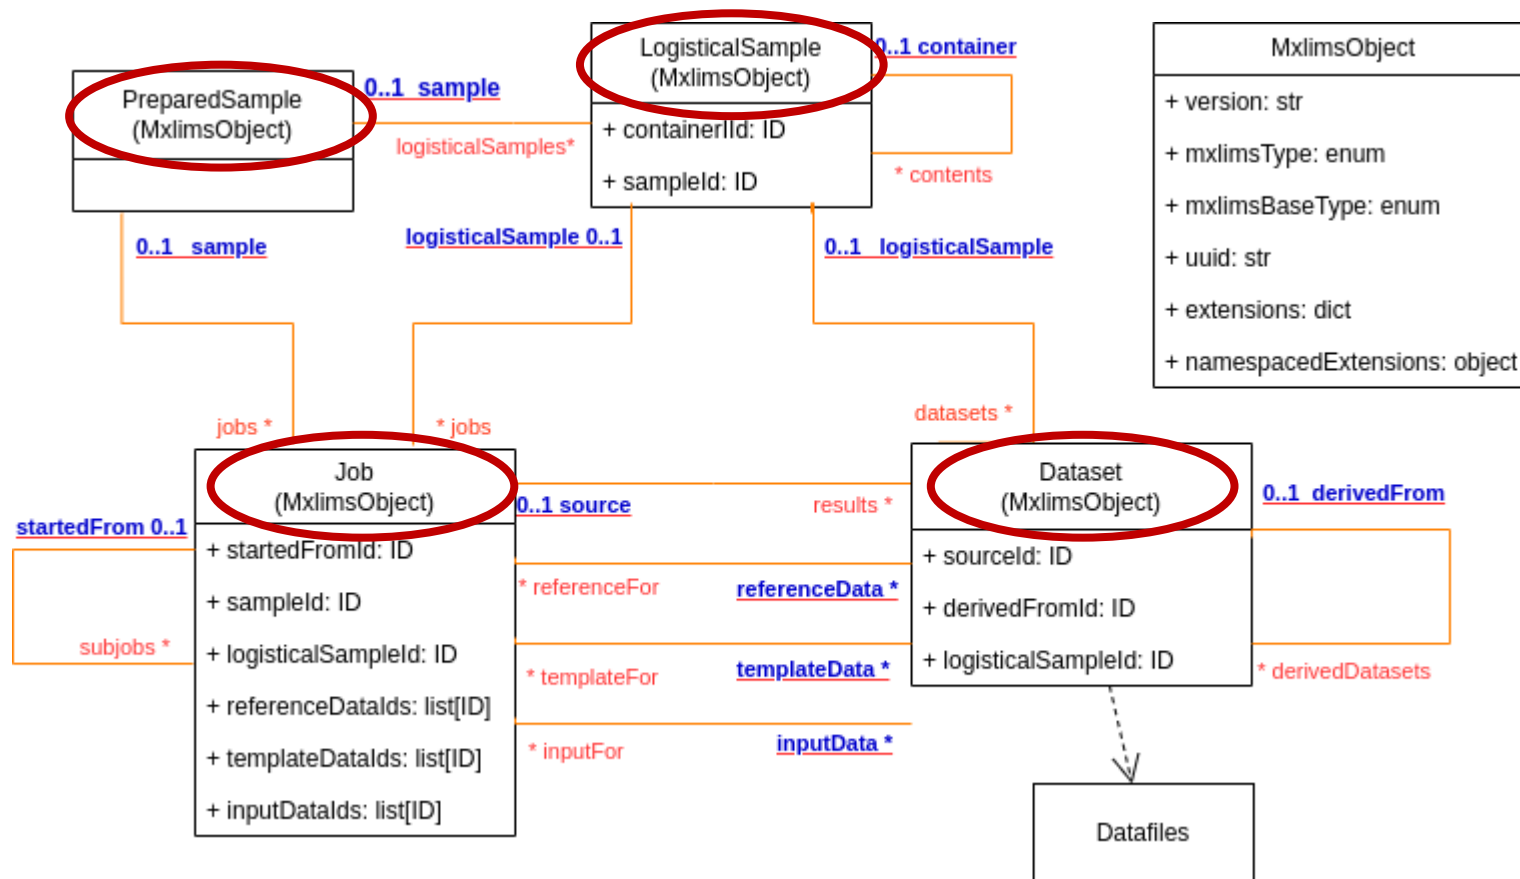 LogisticalSample
(MxlimsObject)
+ containerIId: ID
+ sampleId: ID
0..1 container
* contents
MxlimsObject
+ version: str
+ mxlimsType: enum
+ mxlimsBaseType: enum
+ uuid: str
+ extensions: dict
+ namespacedExtensions: object
PreparedSample
(MxlimsObject)
0..1 sample
logisticalSamples*
0..1 sample
logisticalSample 0..1
0..1 logisticalSample
jobs *
* jobs
datasets *
Job
(MxlimsObject)
+ startedFromId: ID
+ sampleId: ID
+ logisticalSampleId: ID
+ referenceDataIds: list[ID]
+ templateDataIds: list[ID]
+ inputDataIds: list[ID]
startedFrom 0..1
subjobs *
0..1 source
results *
* referenceFor
referenceData *
* templateFor
templateData *
* inputFor
inputData *
Dataset
(MxlimsObject)
+ sourceId: ID
+ derivedFromId: ID
+ logisticalSampleId: ID
0..1 derivedFrom
* derivedDatasets
Datafiles